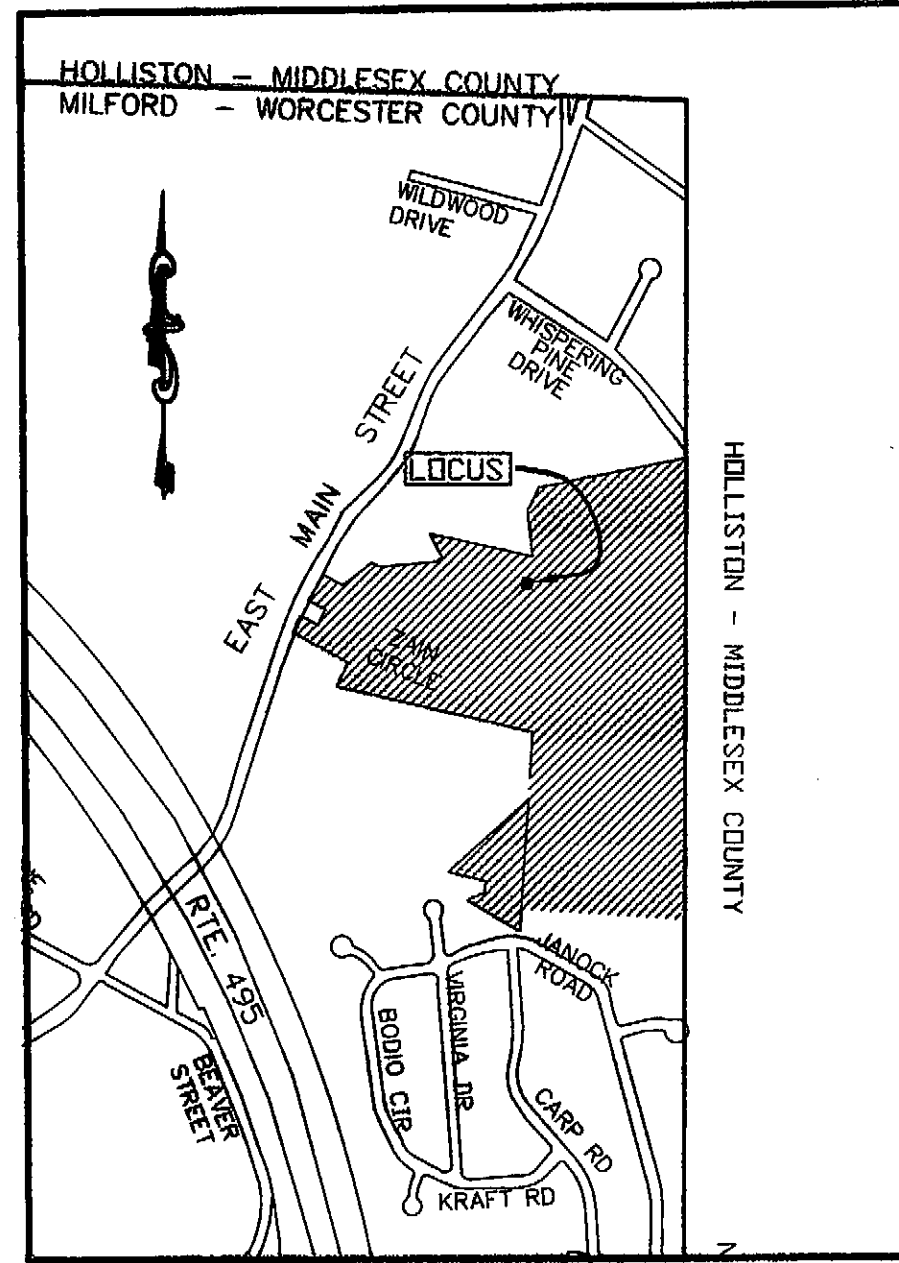 HOLLISTON - MIDDLESEX COUNTY
MILFORD - WORCESTER COUNTY
WILDWOOD
DRIVE
WHISPERING
PINE
DRIVE
EAST MAIN STREET
LOCUS
ZAIN
CIRCLE
HOLLISTON - MIDDLESEX COUNTY
RTE. 495
BEAVER
STREET
JANOCK
ROAD
VIRGINIA DR
BODIO CIR
CARP RD
KRAFT RD